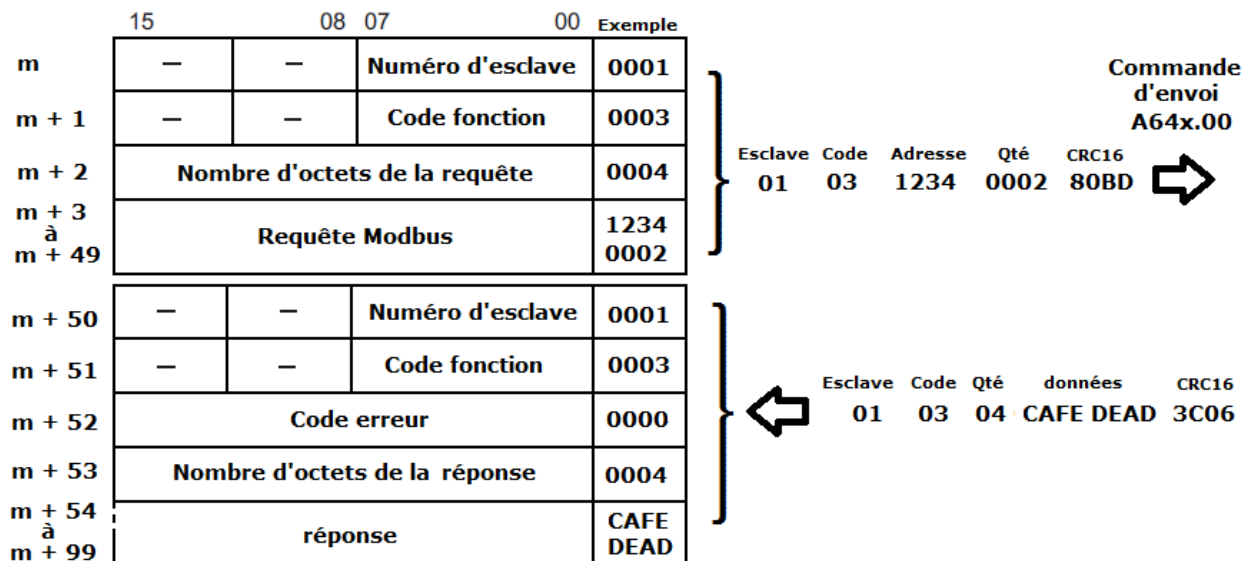 15 08 07 00 Exemple
m — — Numéro d'esclave 0001
m + 1 — — Code fonction 0003
m + 2 Nombre d'octets de la requête 0004
m + 3
à
m + 49
Requête Modbus
1234
0002
Commande
d'envoi
A64x.00
Esclave Code Adresse Qté CRC16
01 03 1234 0002 80BD
m + 50 — — Numéro d'esclave 0001
m + 51 — — Code fonction 0003
m + 52 Code erreur 0000
m + 53 Nombre d'octets de la réponse 0004
m + 54
à
m + 99
réponse
CAFE
DEAD
Esclave Code Qté données CRC16
01 03 04 CAFE DEAD 3C06